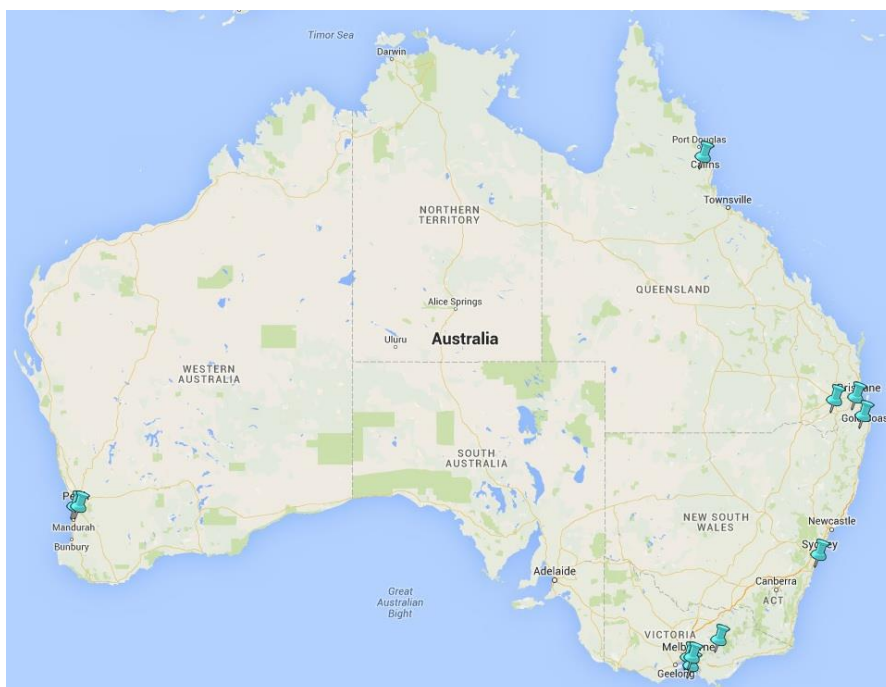 Timor Sea
Darwin
Port Douglas
Cairns
Townsville
NORTHERN
TERRITORY
QUEENSLAND
Alice Springs
Uluru
Australia
WESTERN
AUSTRALIA
SOUTH
AUSTRALIA
Mandurah
Bunbury
NEW SOUTH
WALES
Newcastle
Sydney
Adelaide
Canberra
ACT
Great
Australian
Bight
VICTORIA
Geelong